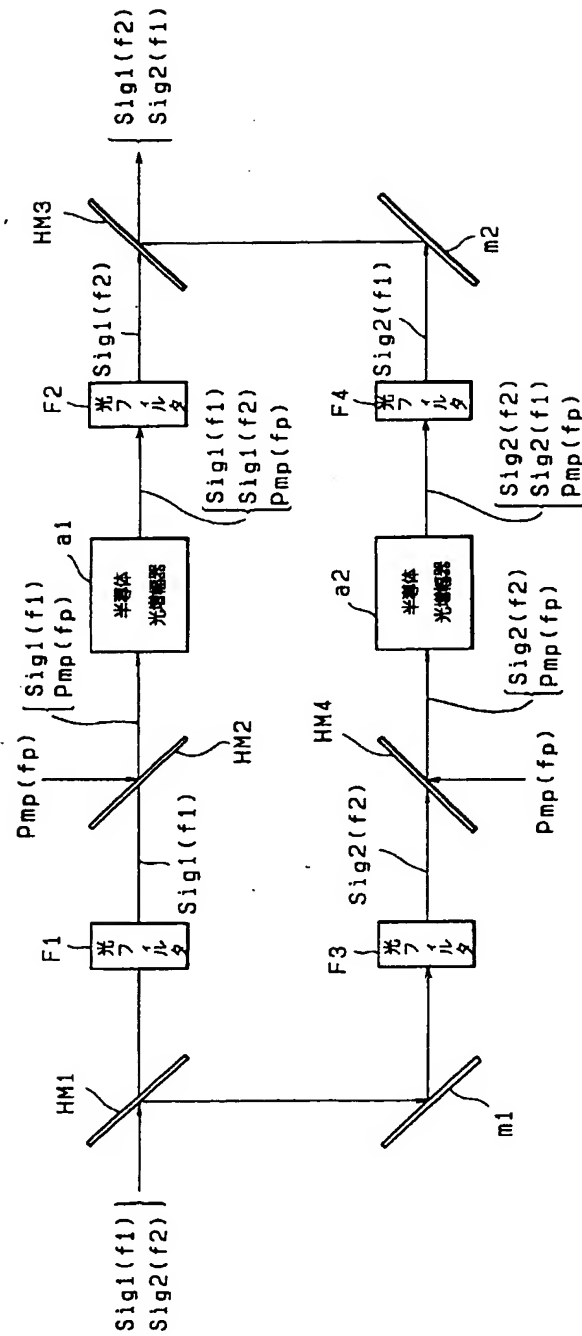 Sig1(f1)
Sig2(f2)
HM1
F1
光フィルタ
Sig1(f1)
Pmp(fp)
HM2
Sig1(f1)
Pmp(fp)
a1
半導体
光増幅器
Sig1(f1)
Sig1(f2)
Pmp(fp)
F2
光フィルタ
Sig1(f2)
HM3
Sig1(f2)
Sig2(f1)
m1
F3
光フィルタ
Sig2(f2)
HM4
Pmp(fp)
Sig2(f2)
Pmp(fp)
a2
半導体
光増幅器
Sig2(f2)
Sig2(f1)
Pmp(fp)
F4
光フィルタ
Sig2(f1)
m2